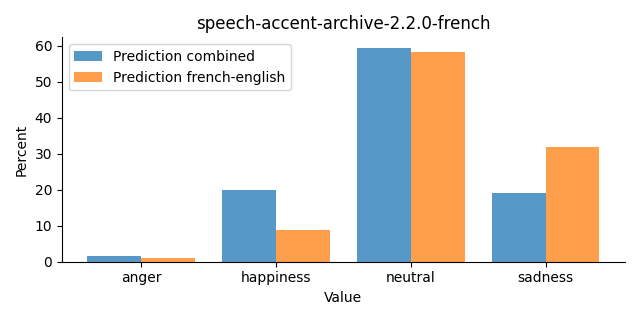 speech-accent-archive-2.2.0-french
Prediction combined
Prediction french-english
Percent
60
50
40
30
20
10
0
anger happiness neutral sadness
Value